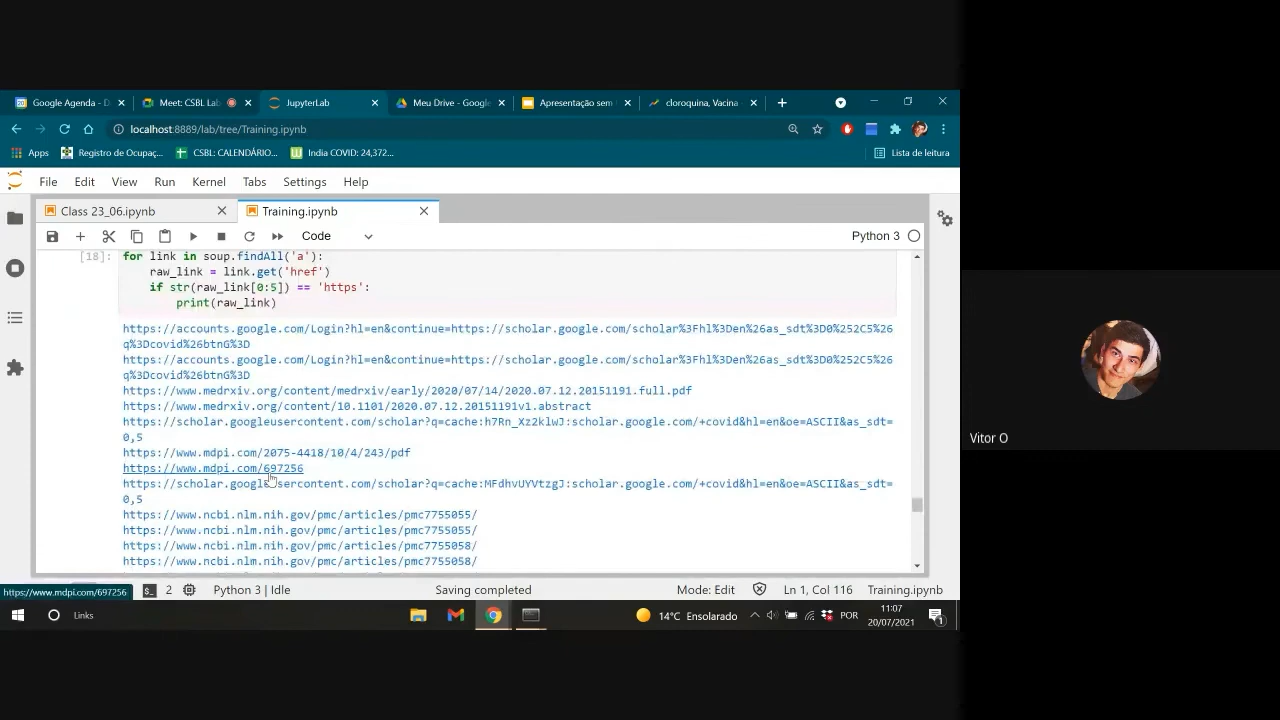 Google Agenda - D
Meet: CSBL Lab
JupyterLab
Meu Drive - Google
Apresentação sem
cloroquina, Vacina
localhost:8889/lab/tree/Training.ipynb
Apps
Registro de Ocupaç...
CSBL: CALENDÁRIO...
India COVID: 24,372...
Lista de leitura
File Edit View Run Kernel Tabs Settings Help
Class 23_06.ipynb
Training.ipynb
Code
Python 3
[18]:
for link in soup.findAll('a'):
raw_link = link.get('href')
if str(raw_link[0:5]) == 'https':
print(raw_link)
https://accounts.google.com/Login?hl=en&continue=https://scholar.google.com/scholar%3Fhl%3Den%26as_sdt%3D0%252C5%26
q%3Dcovid%26btnG%3D
https://accounts.google.com/Login?hl=en&continue=https://scholar.google.com/scholar%3Fhl%3Den%26as_sdt%3D0%252C5%26
q%3Dcovid%26btnG%3D
https://www.medrxiv.org/content/medrxiv/early/2020/07/14/2020.07.12.20151191.full.pdf
https://www.medrxiv.org/content/10.1101/2020.07.12.20151191v1.abstract
https://scholar.googleusercontent.com/scholar?q=cache:h7Rn_Xz2klwJ:scholar.google.com/+covid&hl=en&oe=ASCII&as_sdt=
0,5
https://www.mdpi.com/2075-4418/10/4/243/pdf
https://www.mdpi.com/697256
https://scholar.googleusercontent.com/scholar?q=cache:MFdhvUYVtzgJ:scholar.google.com/+covid&hl=en&oe=ASCII&as_sdt=
0,5
https://www.ncbi.nlm.nih.gov/pmc/articles/pmc7755055/
https://www.ncbi.nlm.nih.gov/pmc/articles/pmc7755055/
https://www.ncbi.nlm.nih.gov/pmc/articles/pmc7755058/
https://www.ncbi.nlm.nih.gov/pmc/articles/pmc7755058/
https://www.mdpi.com/697256
2
Python 3 | Idle
Saving completed
Mode: Edit
Ln 1, Col 116
Training.ipynb
Links
14°C Ensolarado
POR
11:07
20/07/2021
1
Vitor O